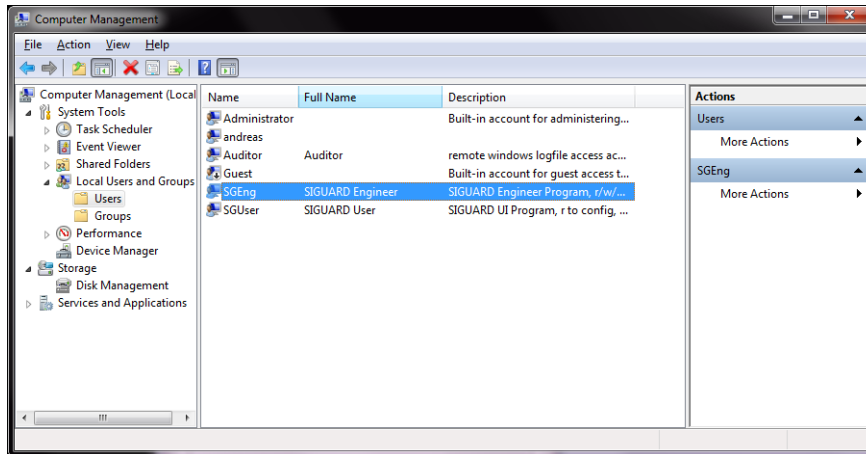 Computer Management
File Action View Help
Computer Management (Local
System Tools
Task Scheduler
Event Viewer
Shared Folders
Local Users and Groups
Users
Groups
Performance
Device Manager
Storage
Disk Management
Services and Applications
Name Full Name Description
Administrator Built-in account for administering...
andreas
Auditor Auditor remote windows logfile access ac...
Guest Built-in account for guest access t...
SGEng SIGUARD Engineer SIGUARD Engineer Program, r/w/...
SGUser SIGUARD User SIGUARD UI Program, r to config, ...
Actions
Users
More Actions
SGEng
More Actions